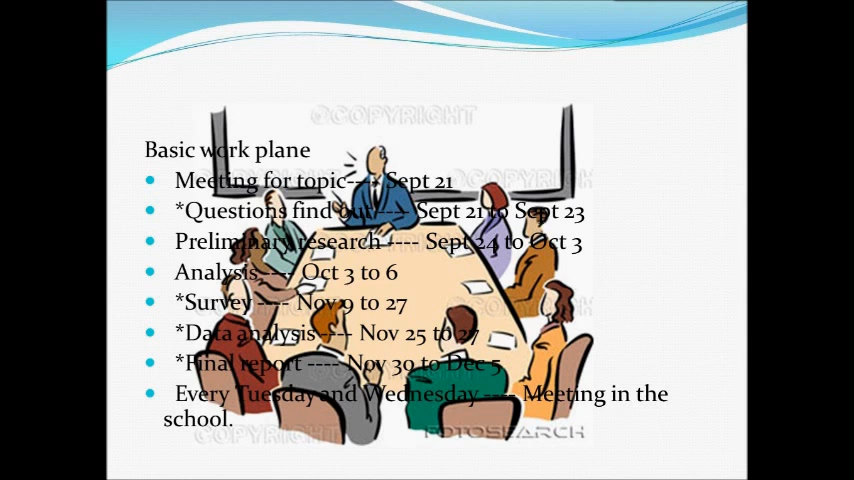 @COPYRIGHT
Basic work plane
Meeting for topic---- Sept 21
*Questions find out ---- Sept 21 to Sept 23
Preliminary research ---- Sept 24 to Oct 3
Analysis---- Oct 3 to 6
*Survey ---- Nov 9 to 27
*Data analysis ---- Nov 25 to 27
*Final report ---- Nov 30 to Dec 5
Every Tuesday and Wednesday ---- Meeting in the
school.
COPYRIGHT FOTOSEARCH